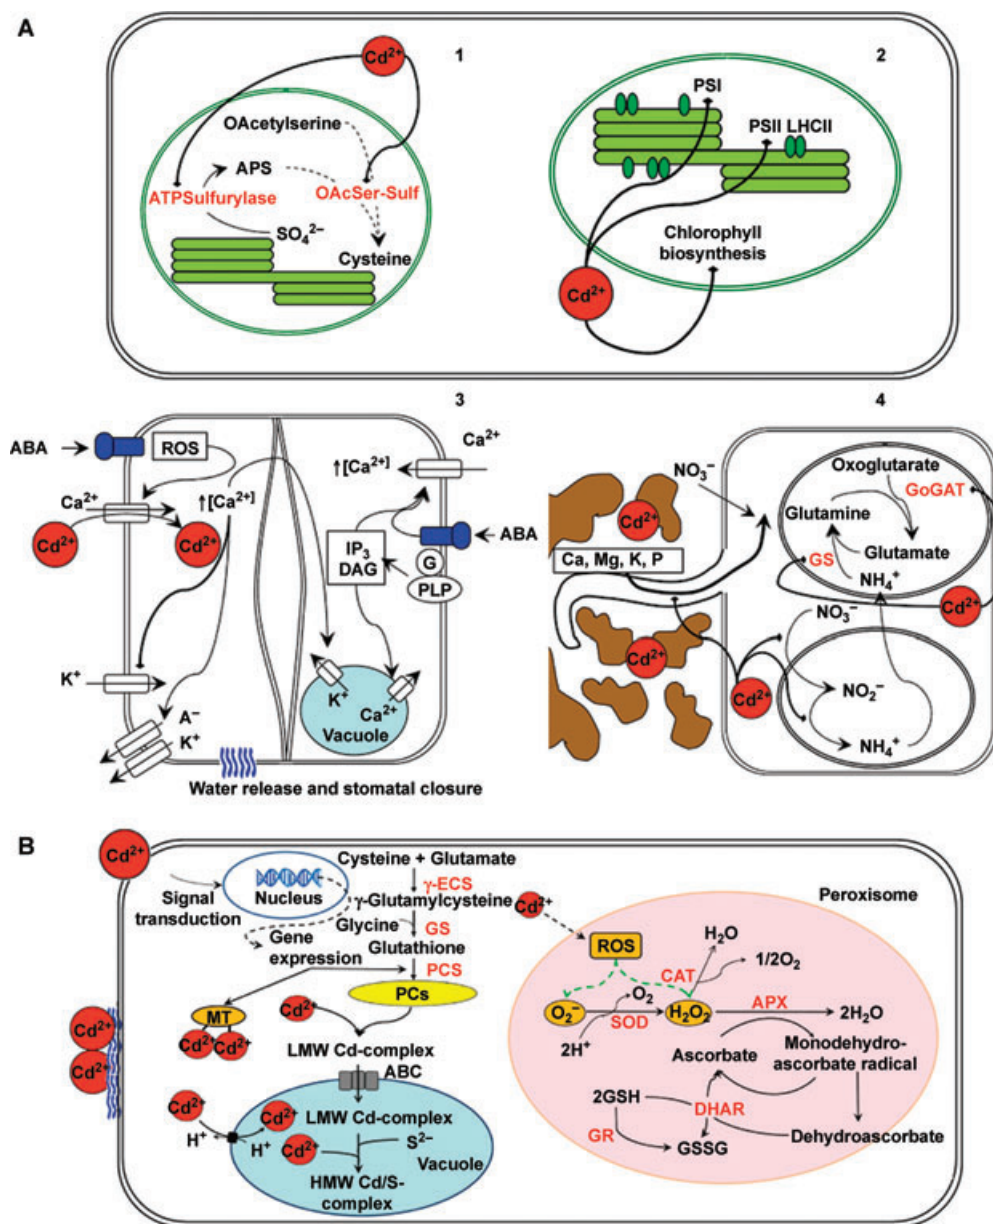 A
1
Cd2+
OAcetylserine
APS
ATPSulfurylase
OAcSer-Sulf
SO42−
Cysteine
2
PSI
PSII LHCII
Chlorophyll
biosynthesis
Cd2+
3
ABA
ROS
Ca2+
↑[Ca2+]
Cd2+
Cd2+
K+
A−
K+
Ca2+
↑[Ca2+]
ABA
IP3
DAG
G
PLP
K+
Ca2+
Vacuole
Water release and stomatal closure
4
NO3−
Cd2+
Ca, Mg, K, P
Cd2+
Oxoglutarate
GoGAT
Glutamine
Glutamate
GS
NH4+
Cd2+
NO3−
Cd2+
NO2−
NH4+
B
Cd2+
Signal
transduction
Nucleus
Gene
expression
Cysteine + Glutamate
γ-ECS
γ-Glutamylcysteine
Glycine
GS
Glutathione
PCS
PCs
MT
Cd2+
Cd2+
Cd2+
Cd2+
Cd2+
LMW Cd-complex
ABC
LMW Cd-complex
Cd2+
Cd2+
H+
H+
Cd2+
S2−
Vacuole
HMW Cd/S-
complex
Cd2+
Peroxisome
ROS
H2O
CAT
1/2O2
O2−
O2
SOD
2H+
H2O2
APX
2H2O
Ascorbate
Monodehydro-
ascorbate radical
2GSH
DHAR
GR
GSSG
Dehydroascorbate